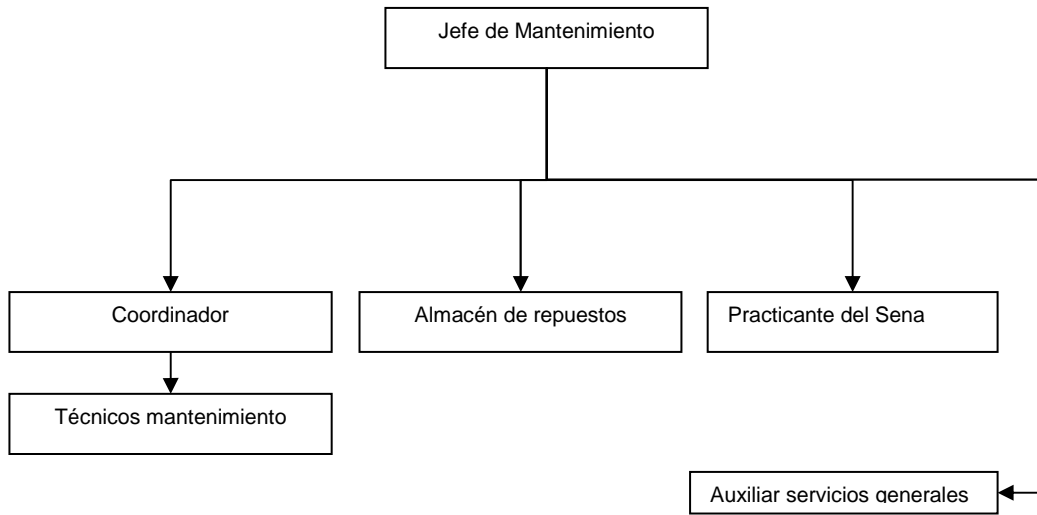 Jefe de Mantenimiento
Coordinador
Almacén de repuestos
Practicante del Sena
Técnicos mantenimiento
Auxiliar servicios generales